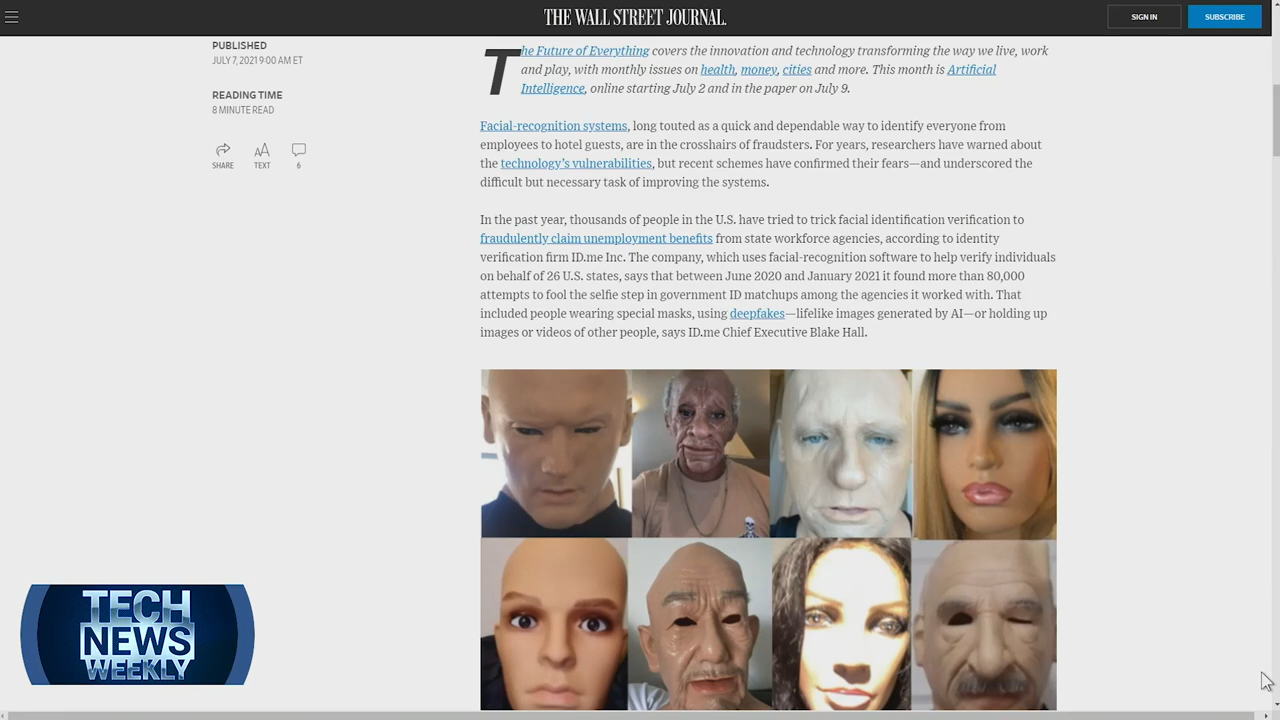 THE WALL STREET JOURNAL.
SIGN IN
SUBSCRIBE
PUBLISHED
JULY 7, 2021 9:00 AM ET
READING TIME
8 MINUTE READ
SHARE
TEXT
6
The Future of Everything covers the innovation and technology transforming the way we live, work
and play, with monthly issues on health, money, cities and more. This month is Artificial
Intelligence, online starting July 2 and in the paper on July 9.
Facial-recognition systems, long touted as a quick and dependable way to identify everyone from
employees to hotel guests, are in the crosshairs of fraudsters. For years, researchers have warned about
the technology's vulnerabilities, but recent schemes have confirmed their fears—and underscored the
difficult but necessary task of improving the systems.
In the past year, thousands of people in the U.S. have tried to trick facial identification verification to
fraudulently claim unemployment benefits from state workforce agencies, according to identity
verification firm ID.me Inc. The company, which uses facial-recognition software to help verify individuals
on behalf of 26 U.S. states, says that between June 2020 and January 2021 it found more than 80,000
attempts to fool the selfie step in government ID matchups among the agencies it worked with. That
included people wearing special masks, using deepfakes—lifelike images generated by AI—or holding up
images or videos of other people, says ID.me Chief Executive Blake Hall.
TECH
NEWS
WEEKLY